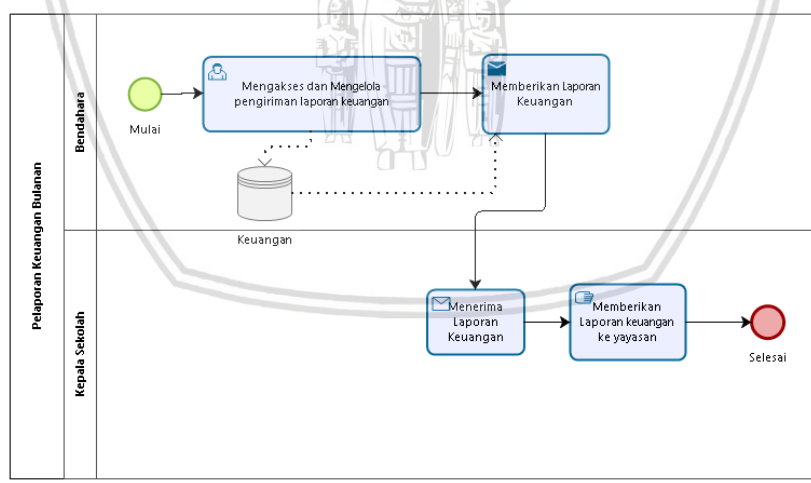 Pelaporan Keuangan Bulanan
Bendahara
Mulai
Mengakses dan Mengelola
pengiriman laporan keuangan
Memberikan Laporan
Keuangan
Keuangan
Kepala Sekolah
Menerima
Laporan
Keuangan
Memberikan
Laporan keuangan
ke yayasan
Selesai